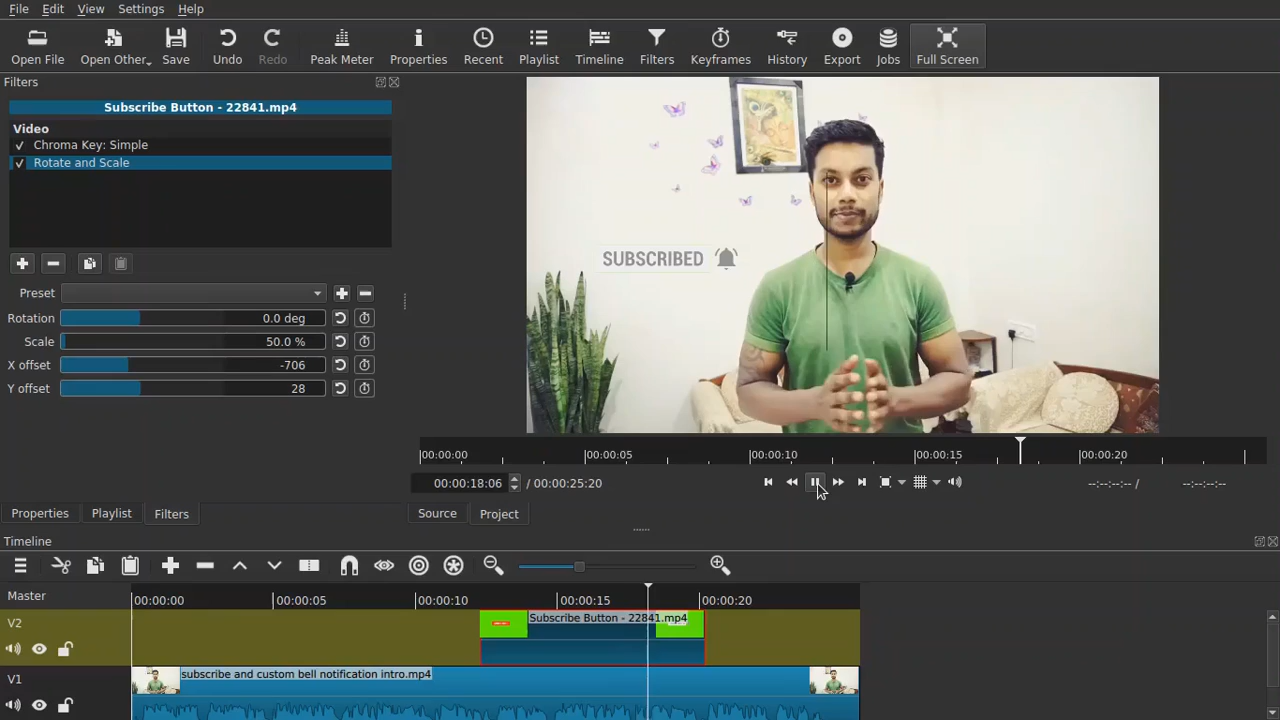 File Edit View Settings Help
Open File Open Other Save Undo Redo Peak Meter Properties Recent Playlist Timeline Filters Keyframes History Export Jobs Full Screen
Filters
Subscribe Button - 22841.mp4
Video
✓ Chroma Key: Simple
✓ Rotate and Scale
SUBSCRIBED
Preset
Rotation 0.0 deg
Scale 50.0 %
X offset -706
Y offset 28
00:00:00 00:00:05 00:00:10 00:00:15 00:00:20
00:00:18:06 / 00:00:25:20 --:--:--:-- / --:--:--:--
Properties Playlist Filters Source Project
Timeline
Master 00:00:00 00:00:05 00:00:10 00:00:15 00:00:20
V2 Subscribe Button - 22841.mp4
V1 subscribe and custom bell notification intro.mp4